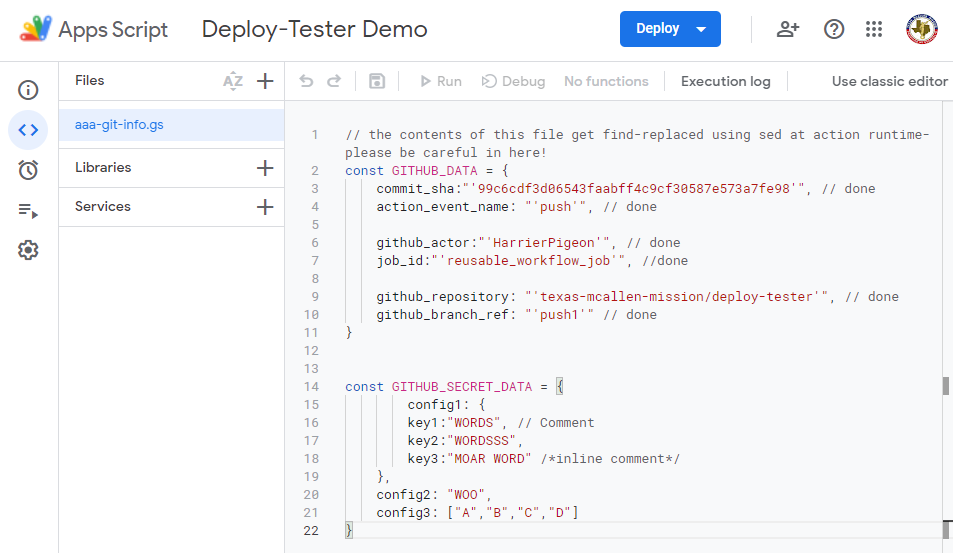 Apps Script
Deploy-Tester Demo
Deploy
Files
AZ
Run
Debug
No functions
Execution log
Use classic editor
aaa-git-info.gs
Libraries
Services
1 // the contents of this file get find-replaced using sed at action runtime-
please be careful in here!
2 const GITHUB_DATA = {
3 commit_sha:"'99c6cdf3d06543faabff4c9cf30587e573a7fe98'", // done
4 action_event_name: "'push'", // done
5
6 github_actor:"'HarrierPigeon'", // done
7 job_id:"'reusable_workflow_job'", //done
8
9 github_repository: "'texas-mcallen-mission/deploy-tester'", // done
10 github_branch_ref: "'push1'" // done
11 }
12
13
14 const GITHUB_SECRET_DATA = {
15 config1: {
16 key1:"WORDS", // Comment
17 key2:"WORDSSS",
18 key3:"MOAR WORD" /*inline comment*/
19 },
20 config2: "WOO",
21 config3: ["A","B","C","D"]
22 }